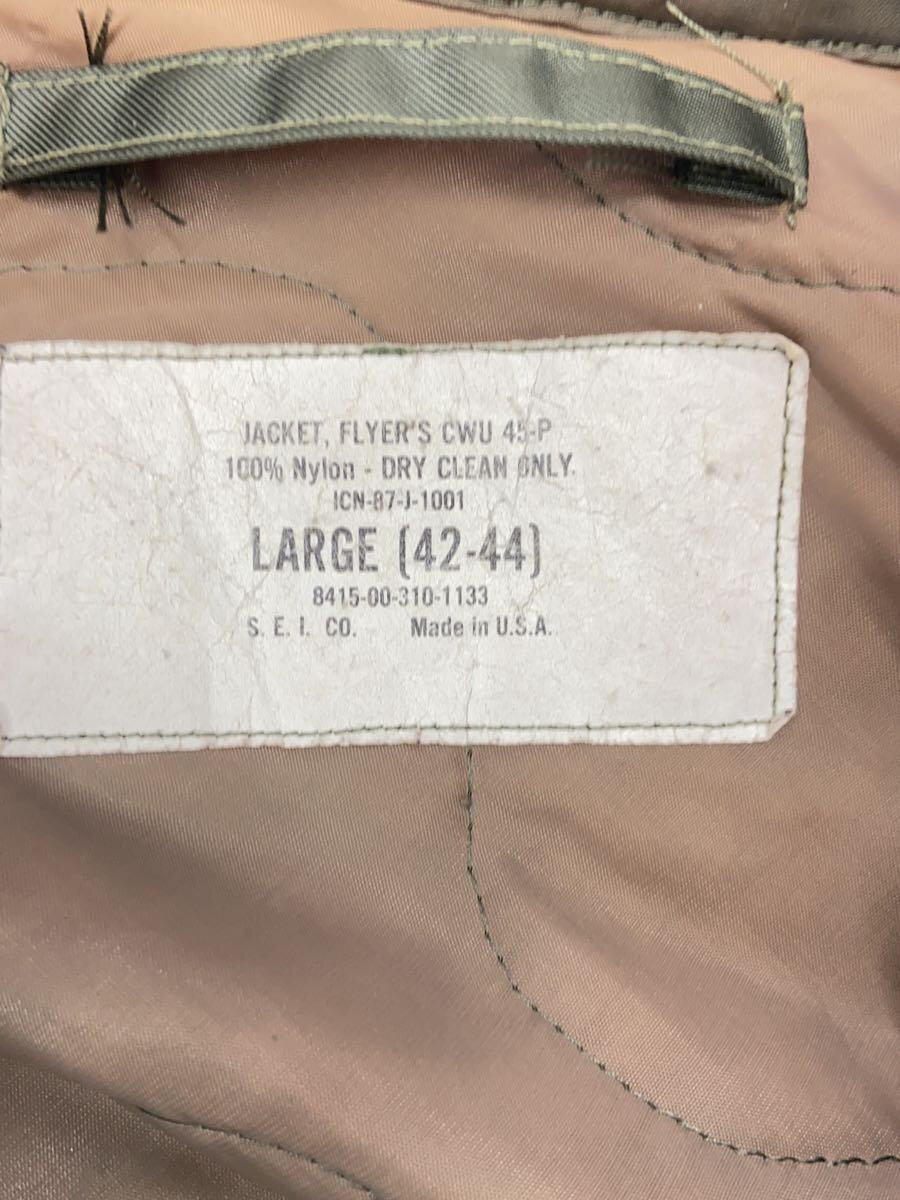 JACKET, FLYER'S CWU 45-P
100% Nylon - DRY CLEAN ONLY.
ICN-87-J-1001
LARGE (42-44)
8415-00-310-1133
S. E. I. CO. Made in U.S.A.